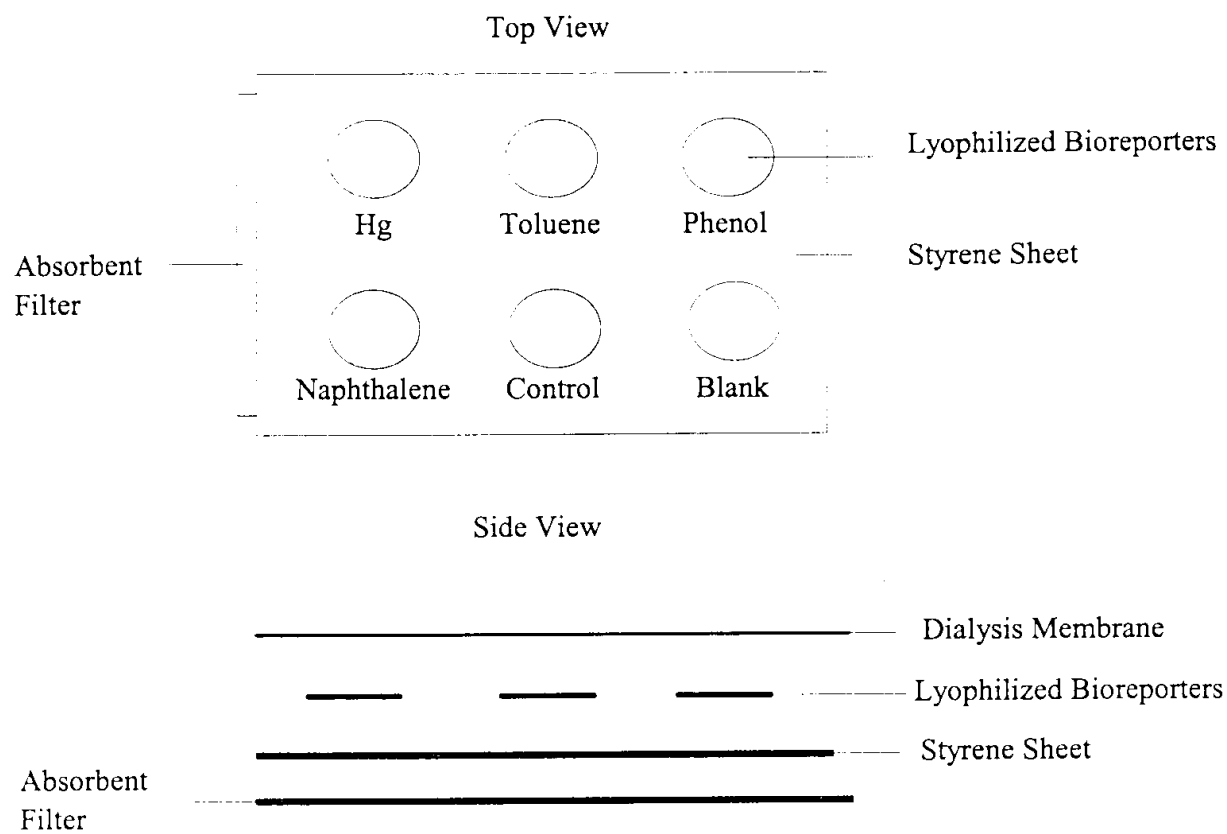 Top View
Lyophilized Bioreporters
Hg
Toluene
Phenol
Absorbent
Filter
Styrene Sheet
Naphthalene
Control
Blank
Side View
Dialysis Membrane
Lyophilized Bioreporters
Styrene Sheet
Absorbent
Filter